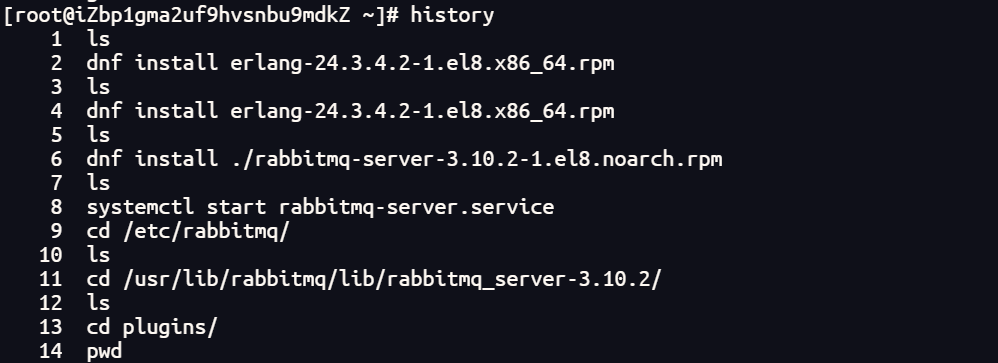 [root@iZbp1gma2uf9hvsnbu9mdkZ ~]# history
1 ls
2 dnf install erlang-24.3.4.2-1.el8.x86_64.rpm
3 ls
4 dnf install erlang-24.3.4.2-1.el8.x86_64.rpm
5 ls
6 dnf install ./rabbitmq-server-3.10.2-1.el8.noarch.rpm
7 ls
8 systemctl start rabbitmq-server.service
9 cd /etc/rabbitmq/
10 ls
11 cd /usr/lib/rabbitmq/lib/rabbitmq_server-3.10.2/
12 ls
13 cd plugins/
14 pwd